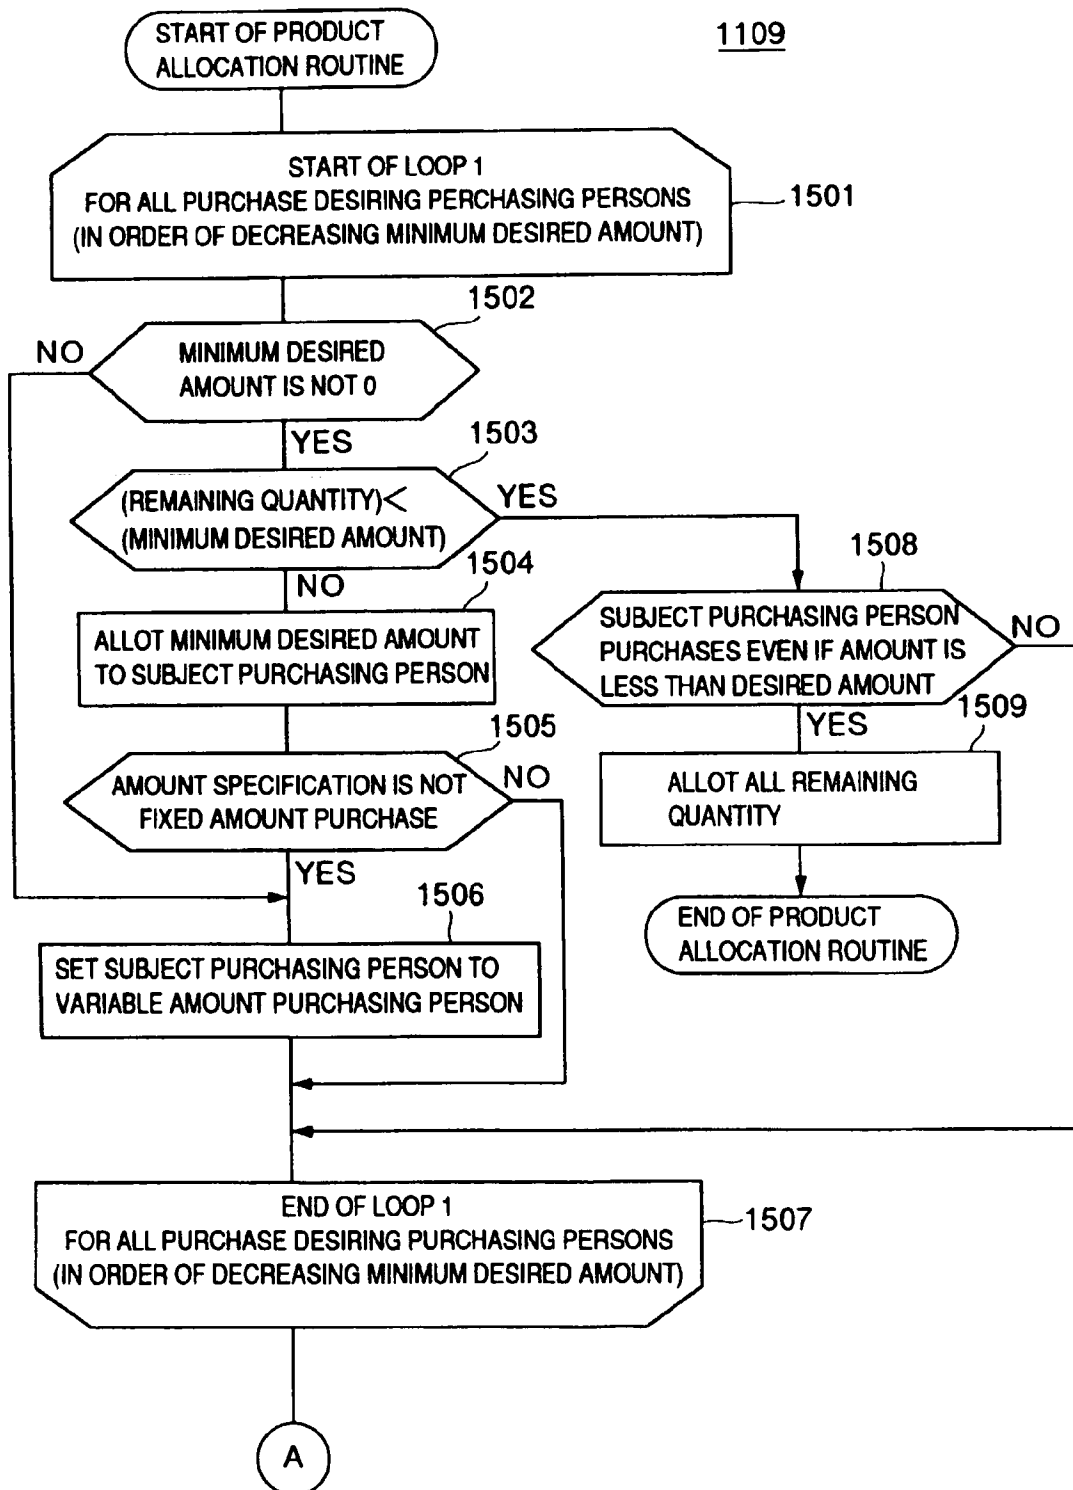 START OF PRODUCT
ALLOCATION ROUTINE
1109
START OF LOOP 1
FOR ALL PURCHASE DESIRING PERCHASING PERSONS
(IN ORDER OF DECREASING MINIMUM DESIRED AMOUNT)
1501
1502
NO
MINIMUM DESIRED
AMOUNT IS NOT 0
YES
1503
(REMAINING QUANTITY)<
(MINIMUM DESIRED AMOUNT)
YES
NO
1504
ALLOT MINIMUM DESIRED AMOUNT
TO SUBJECT PURCHASING PERSON
1508
SUBJECT PURCHASING PERSON
PURCHASES EVEN IF AMOUNT IS
LESS THAN DESIRED AMOUNT
NO
YES
1509
ALLOT ALL REMAINING
QUANTITY
END OF PRODUCT
ALLOCATION ROUTINE
1505
AMOUNT SPECIFICATION IS NOT
FIXED AMOUNT PURCHASE
NO
YES
1506
SET SUBJECT PURCHASING PERSON TO
VARIABLE AMOUNT PURCHASING PERSON
END OF LOOP 1
FOR ALL PURCHASE DESIRING PURCHASING PERSONS
(IN ORDER OF DECREASING MINIMUM DESIRED AMOUNT)
1507
A